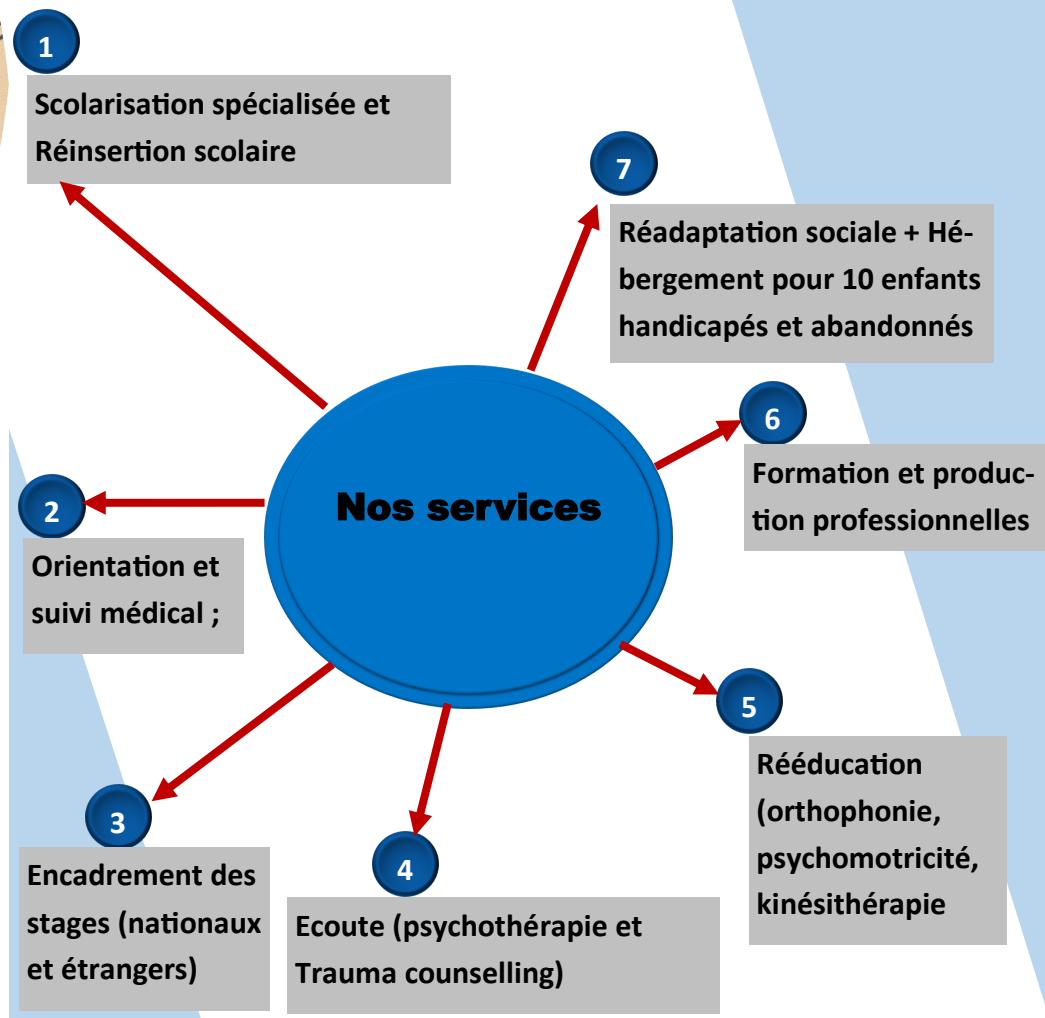 1
Scolarisation spécialisée et
Réinsertion scolaire
7
Réadaptation sociale + Hé-
bergement pour 10 enfants
handicapés et abandonnés
6
Formation et produc-
tion professionnelles
Nos services
2
Orientation et
suivi médical ;
5
Rééducation
(orthophonie,
psychomotricité,
kinésithérapie
3
Encadrement des
stages (nationaux
et étrangers)
4
Ecoute (psychothérapie et
Trauma counselling)